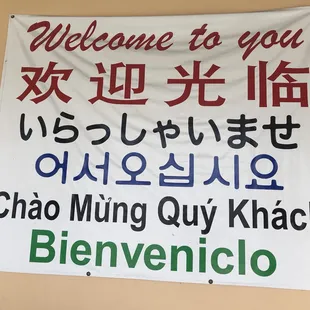 Welcome to you
欢迎光临
いらっしゃいませ
어서오십시요
Chào Mừng Quý Khách
Bienveniclo